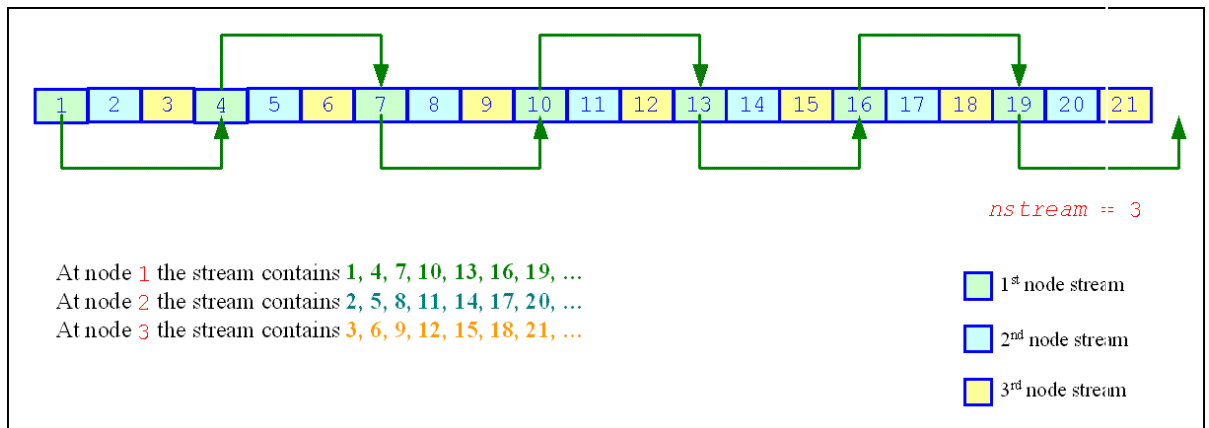 1 2 3 4 5 6 7 8 9 10 11 12 13 14 15 16 17 18 19 20 21
nstream = 3
At node 1 the stream contains 1, 4, 7, 10, 13, 16, 19, ...
At node 2 the stream contains 2, 5, 8, 11, 14, 17, 20, ...
At node 3 the stream contains 3, 6, 9, 12, 15, 18, 21, ...
1st node stream
2nd node stream
3rd node stream